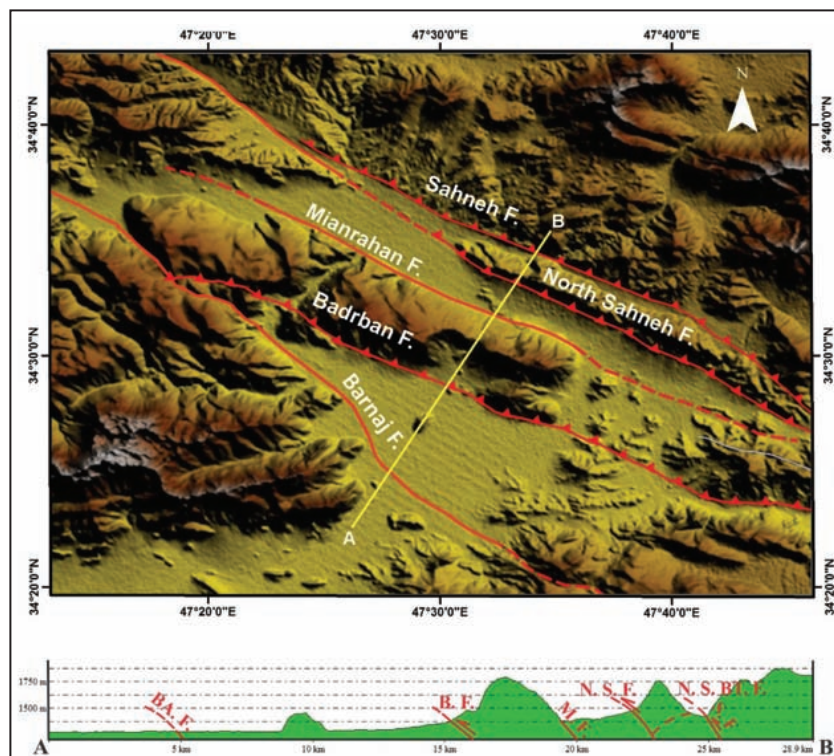 47°20'0"E
47°30'0"E
47°40'0"E
34°40'0"N
34°40'0"N
N
Sahneh F.
B
Mianrahan F.
North Sahneh F.
Badrban F.
34°30'0"N
34°30'0"N
Barnaj F.
A
34°20'0"N
34°20'0"N
47°20'0"E
47°30'0"E
47°40'0"E
1750 m
1500
BA. F.
B. F.
M. F.
N. S. F.
N. S. BT. F.
A
5 km
10 km
15 km
20 km
25 km
28.9 km
B